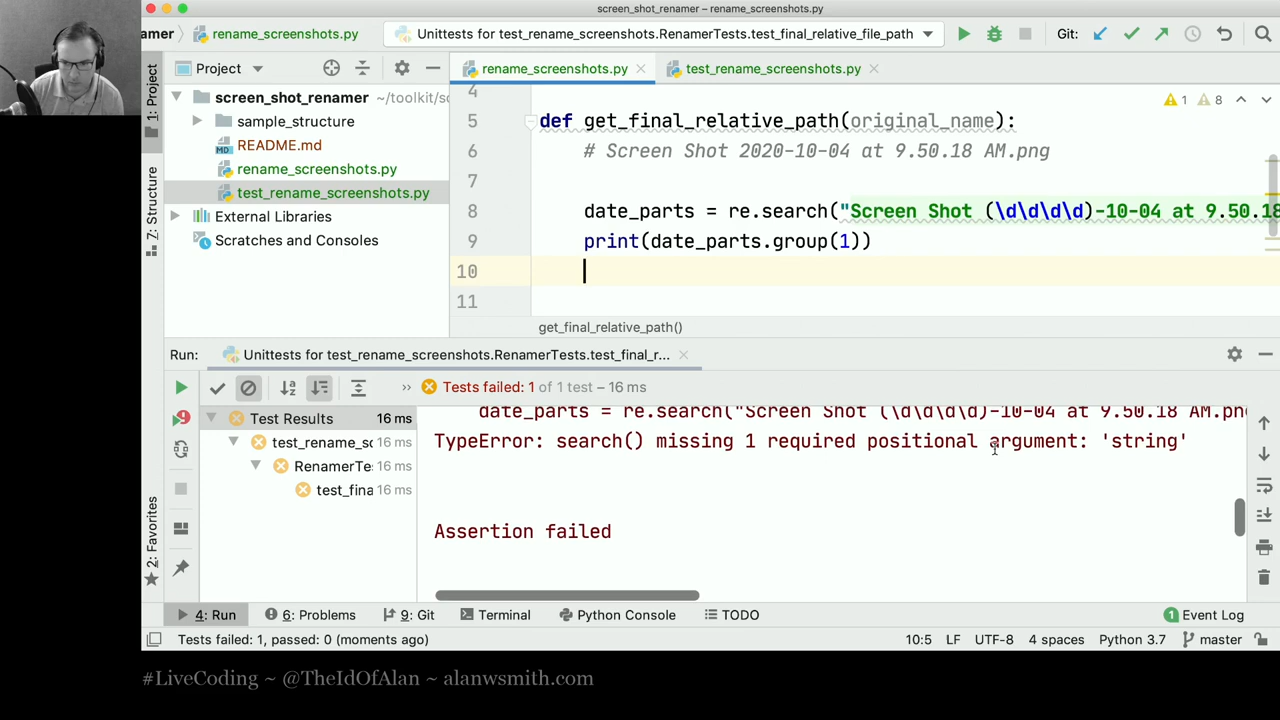 screen_shot_renamer – rename_screenshots.py
amer
rename_screenshots.py
Unittests for test_rename_screenshots.RenamerTests.test_final_relative_file_path
Git:
1: Project
Project
rename_screenshots.py
test_rename_screenshots.py
screen_shot_renamer ~/toolkit/sc
sample_structure
MD README.md
rename_screenshots.py
test_rename_screenshots.py
External Libraries
Scratches and Consoles
Z: Structure
2: Favorites
4
1 8
5 def get_final_relative_path(original_name):
6 # Screen Shot 2020-10-04 at 9.50.18 AM.png
7
8 date_parts = re.search("Screen Shot (\d\d\d\d)-10-04 at 9.50.18
9 print(date_parts.group(1))
10
11
get_final_relative_path()
Run: Unittests for test_rename_screenshots.RenamerTests.test_final_r...
Tests failed: 1 of 1 test – 16 ms
Test Results 16 ms
test_rename_sc 16 ms
RenamerTe: 16 ms
test_fina 16 ms
date_parts = re.search("Screen Shot (\d\d\d\d)-10-04 at 9.50.18 AM.pn
TypeError: search() missing 1 required positional argument: 'string'
Assertion failed
4: Run 6: Problems 9: Git Terminal Python Console TODO 1 Event Log
Tests failed: 1, passed: 0 (moments ago) 10:5 LF UTF-8 4 spaces Python 3.7 master
#LiveCoding ~ @TheIdOfAlan ~ alanwsmith.com